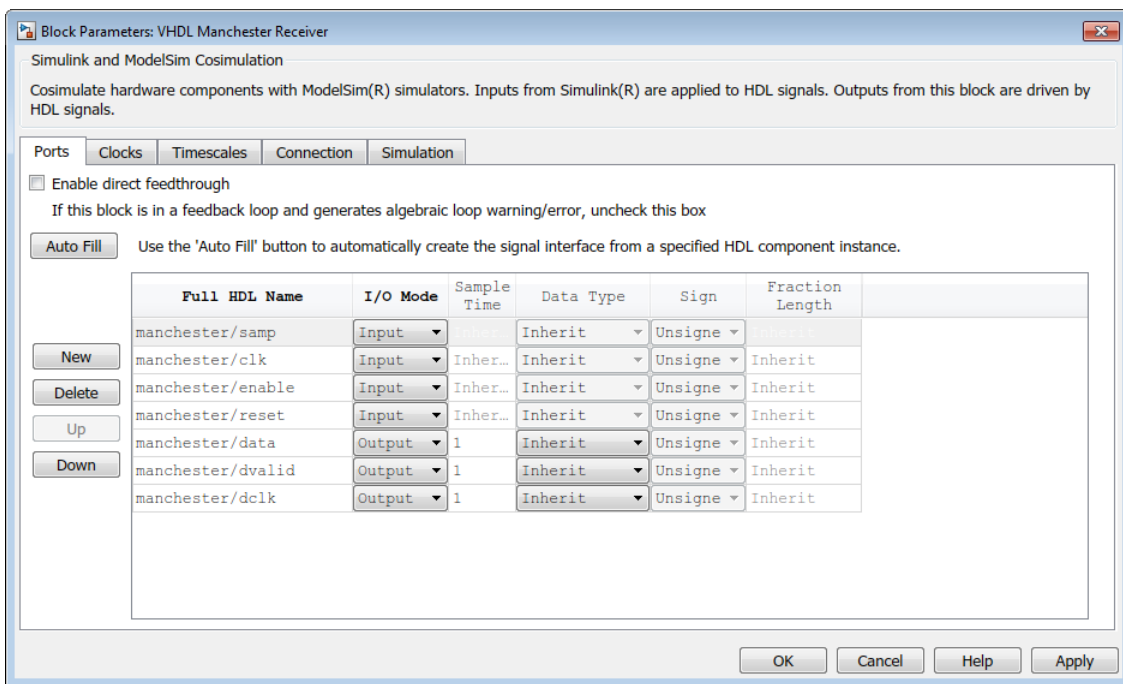 Block Parameters: VHDL Manchester Receiver
Simulink and ModelSim Cosimulation
Cosimulate hardware components with ModelSim(R) simulators. Inputs from Simulink(R) are applied to HDL signals. Outputs from this block are driven by
HDL signals.
Ports Clocks Timescales Connection Simulation
Enable direct feedthrough
If this block is in a feedback loop and generates algebraic loop warning/error, uncheck this box
Auto Fill Use the 'Auto Fill' button to automatically create the signal interface from a specified HDL component instance.
Full HDL Name I/O Mode Sample Time Data Type Sign Fraction Length
manchester/samp Input Inher... Inherit Unsigne Inherit
New manchester/clk Input Inher... Inherit Unsigne Inherit
Delete manchester/enable Input Inher... Inherit Unsigne Inherit
Up manchester/reset Input Inher... Inherit Unsigne Inherit
manchester/data Output 1 Inherit Unsigne Inherit
Down manchester/dvalid Output 1 Inherit Unsigne Inherit
manchester/dclk Output 1 Inherit Unsigne Inherit
OK Cancel Help Apply